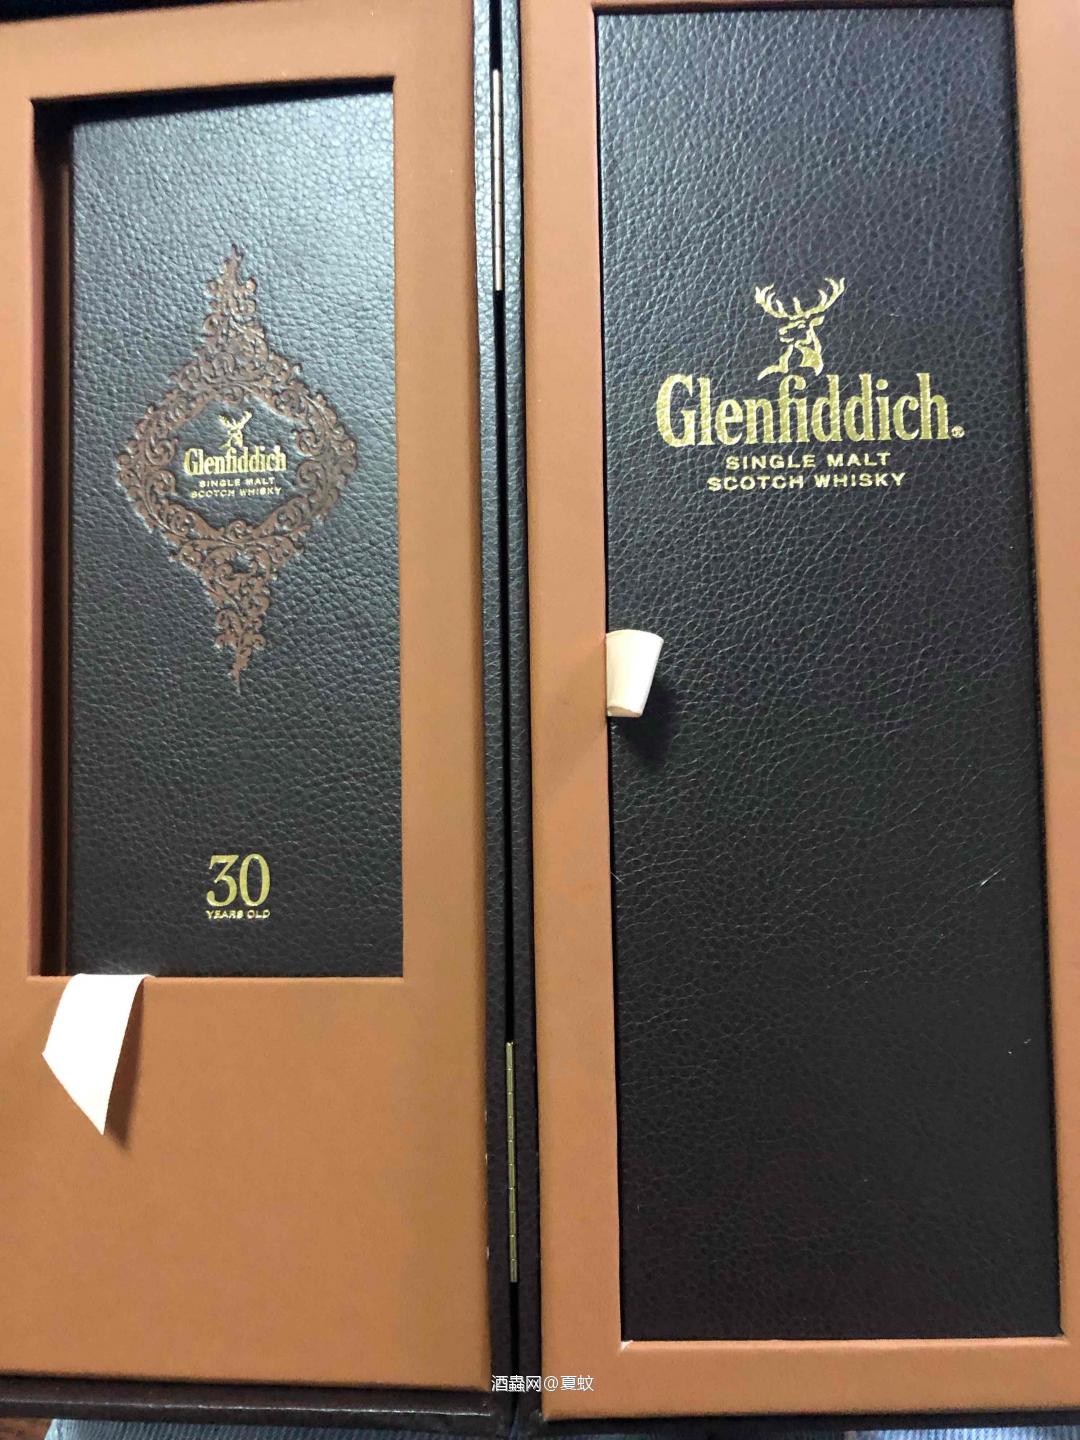 Glenfiddich
SINGLE MALT
SCOTCH WHISKY
30
YEARS OLD
Glenfiddich®
SINGLE MALT
SCOTCH WHISKY
酒蟲网@夏蚊